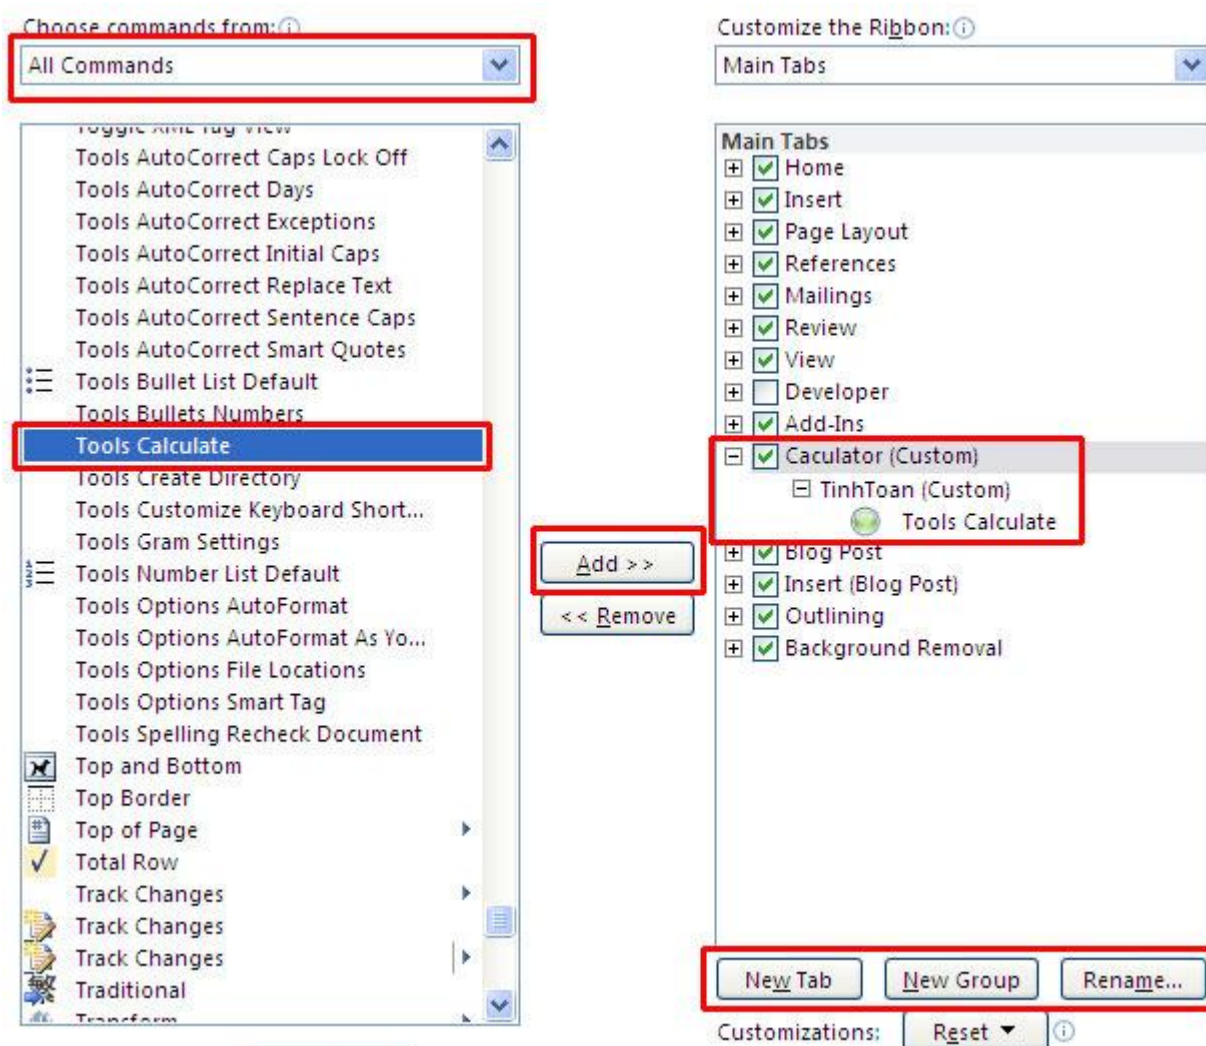 Choose commands from:
All Commands
Toggle XML Tag View
Tools AutoCorrect Caps Lock Off
Tools AutoCorrect Days
Tools AutoCorrect Exceptions
Tools AutoCorrect Initial Caps
Tools AutoCorrect Replace Text
Tools AutoCorrect Sentence Caps
Tools AutoCorrect Smart Quotes
Tools Bullet List Default
Tools Bullets Numbers
Tools Calculate
Tools Create Directory
Tools Customize Keyboard Short...
Tools Gram Settings
Tools Number List Default
Tools Options AutoFormat
Tools Options AutoFormat As Yo...
Tools Options File Locations
Tools Options Smart Tag
Tools Spelling Recheck Document
Top and Bottom
Top Border
Top of Page
Total Row
Track Changes
Track Changes
Track Changes
Traditional
Transform
Add >>
<< Remove
Customize the Ribbon:
Main Tabs
Main Tabs
Home
Insert
Page Layout
References
Mailings
Review
View
Developer
Add-Ins
Caculator (Custom)
TinhToan (Custom)
Tools Calculate
Blog Post
Insert (Blog Post)
Outlining
Background Removal
New Tab
New Group
Rename...
Customizations:
Reset